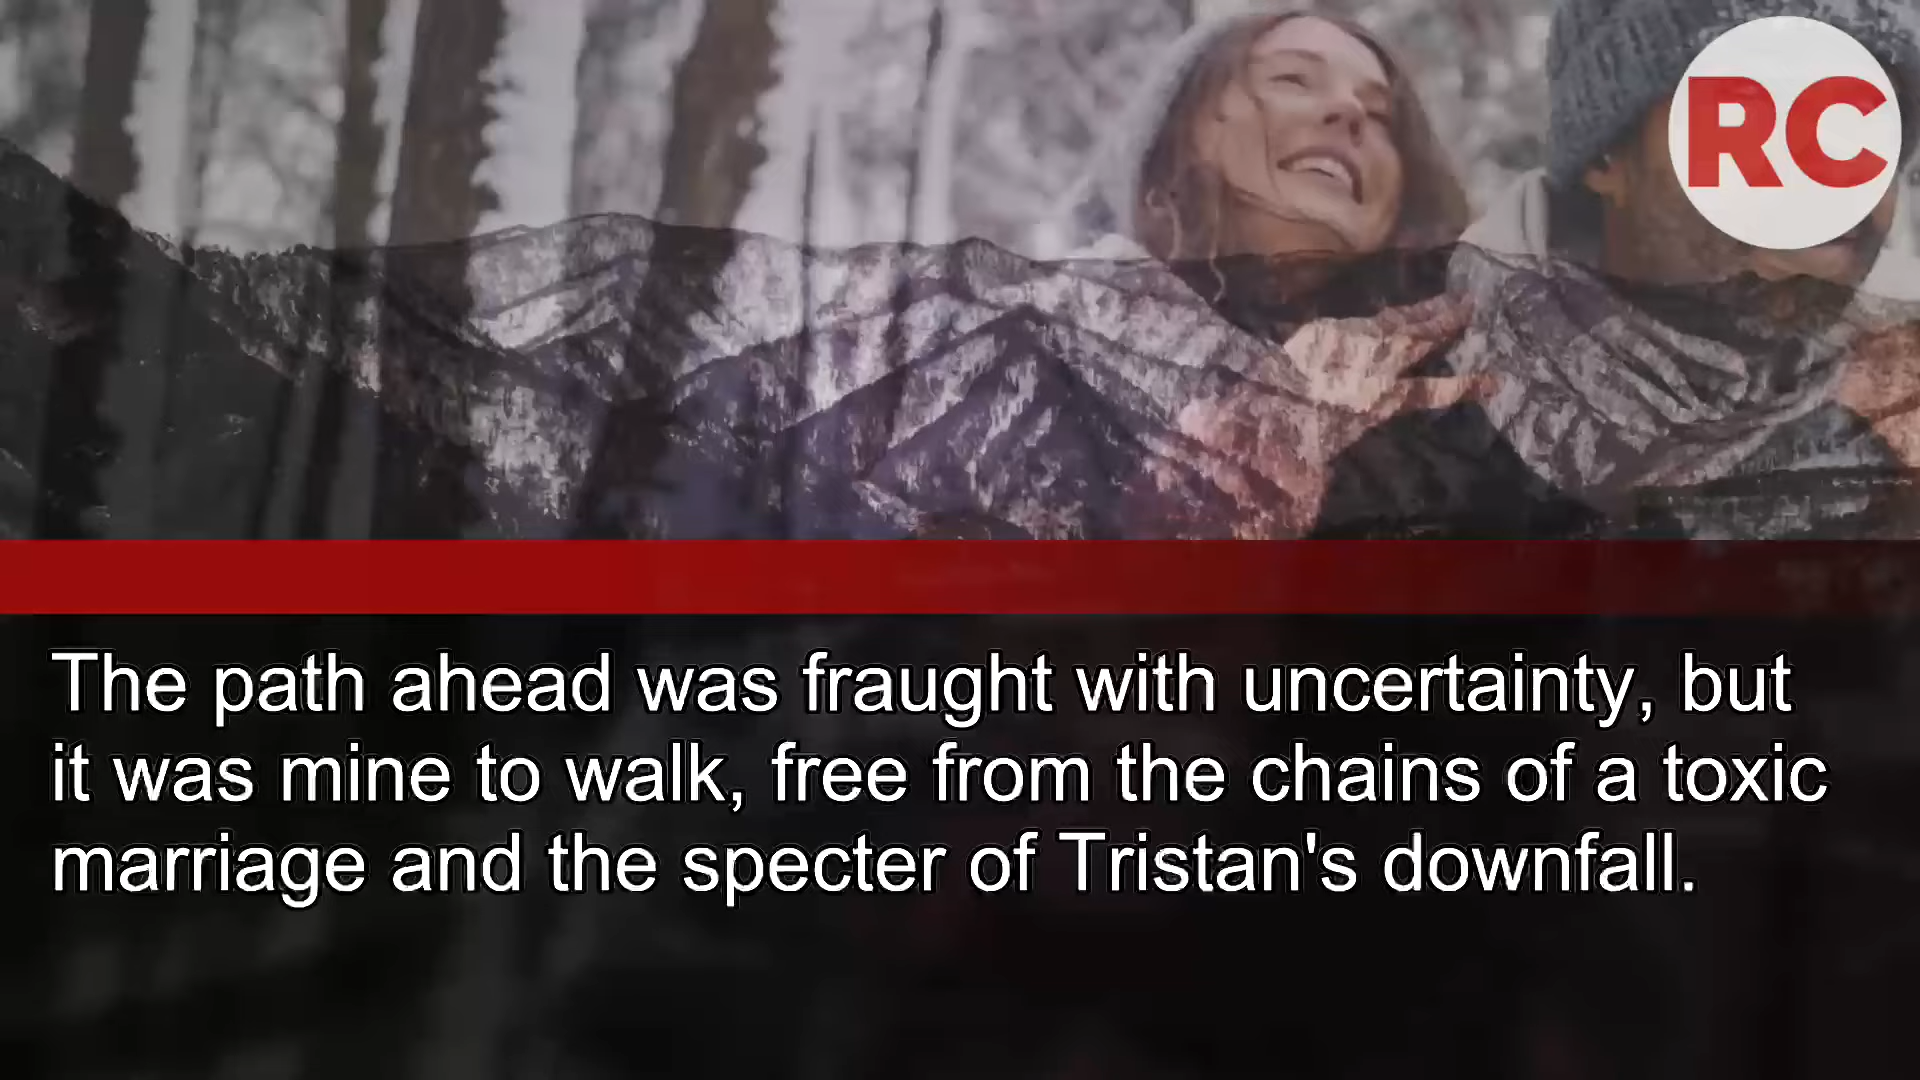 RC
The path ahead was fraught with uncertainty, but
it was mine to walk, free from the chains of a toxic
marriage and the specter of Tristan's downfall.